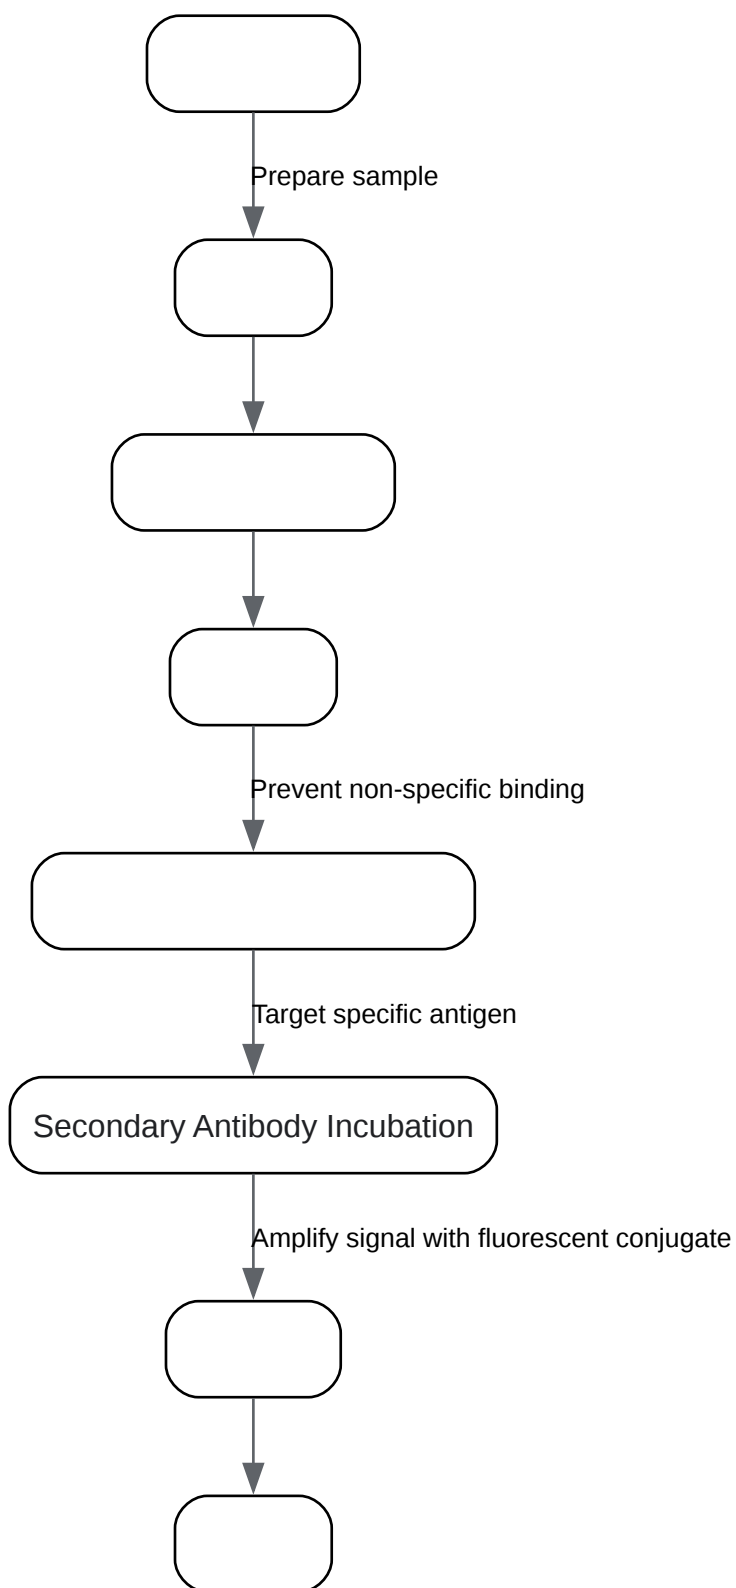 Prepare sample
Prevent non-specific binding
Target specific antigen
Secondary Antibody Incubation
Amplify signal with fluorescent conjugate